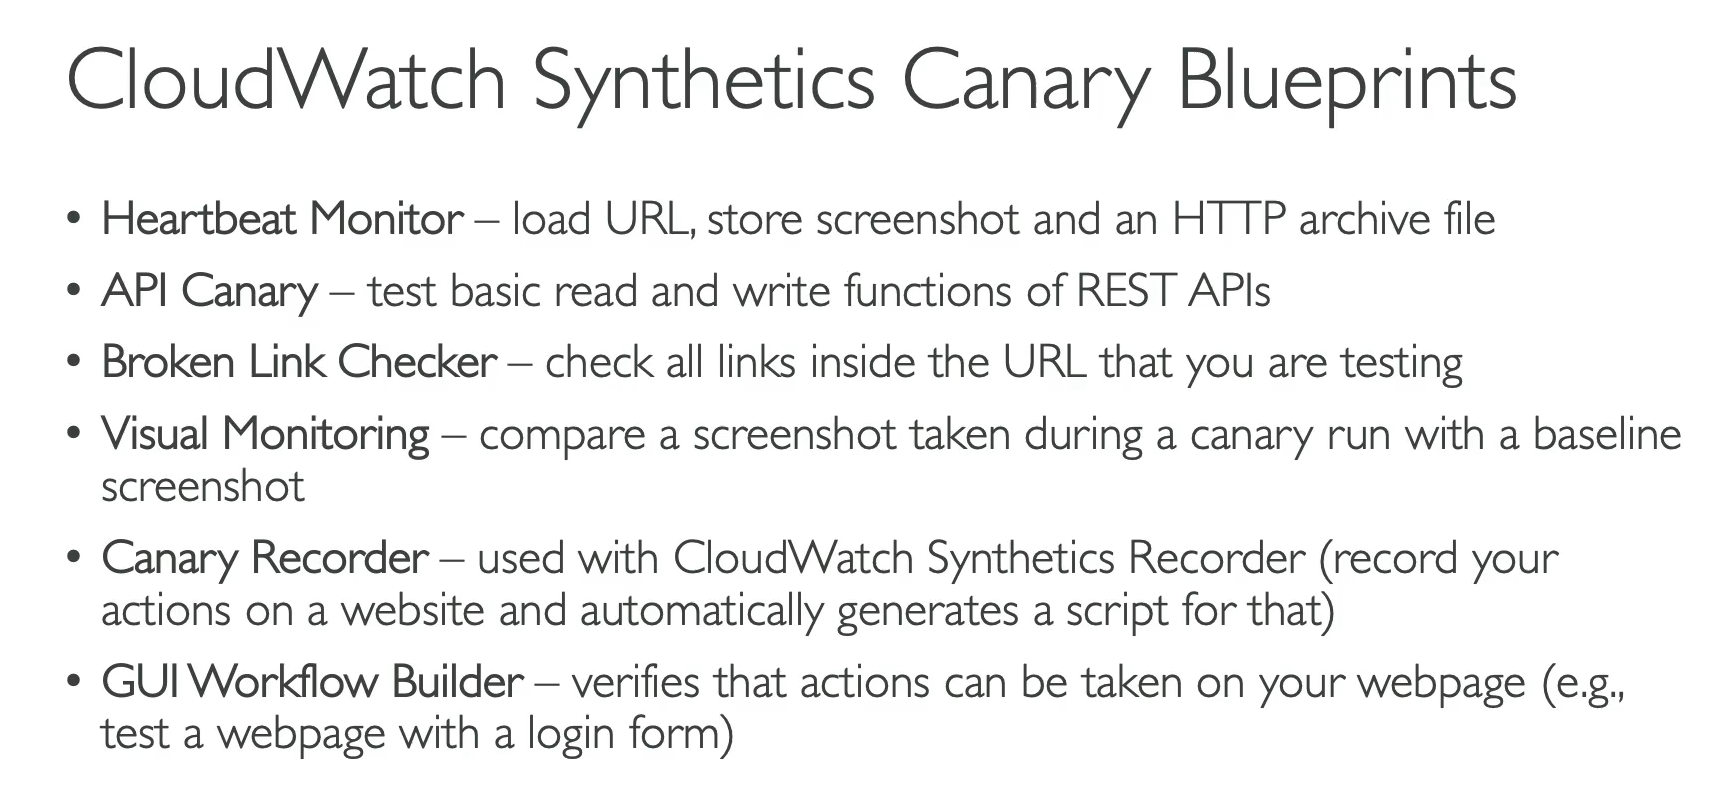 CloudWatch Synthetics Canary Blueprints
• Heartbeat Monitor – load URL, store screenshot and an HTTP archive file
• API Canary – test basic read and write functions of REST APIs
• Broken Link Checker – check all links inside the URL that you are testing
• Visual Monitoring – compare a screenshot taken during a canary run with a baseline
screenshot
• Canary Recorder – used with CloudWatch Synthetics Recorder (record your
actions on a website and automatically generates a script for that)
• GUI Workflow Builder – verifies that actions can be taken on your webpage (e.g.,
test a webpage with a login form)